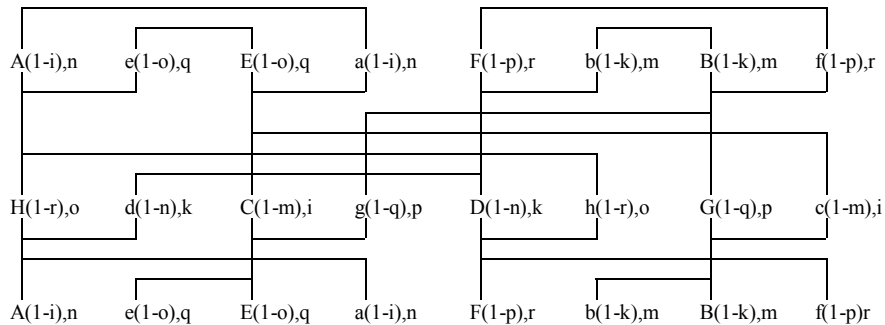 A(1-i),n e(1-o),q E(1-o),q a(1-i),n F(1-p),r b(1-k),m B(1-k),m f(1-p),r
H(1-r),o d(1-n),k C(1-m),i g(1-q),p D(1-n),k h(1-r),o G(1-q),p c(1-m),i
A(1-i),n e(1-o),q E(1-o),q a(1-i),n F(1-p),r b(1-k),m B(1-k),m f(1-p)r